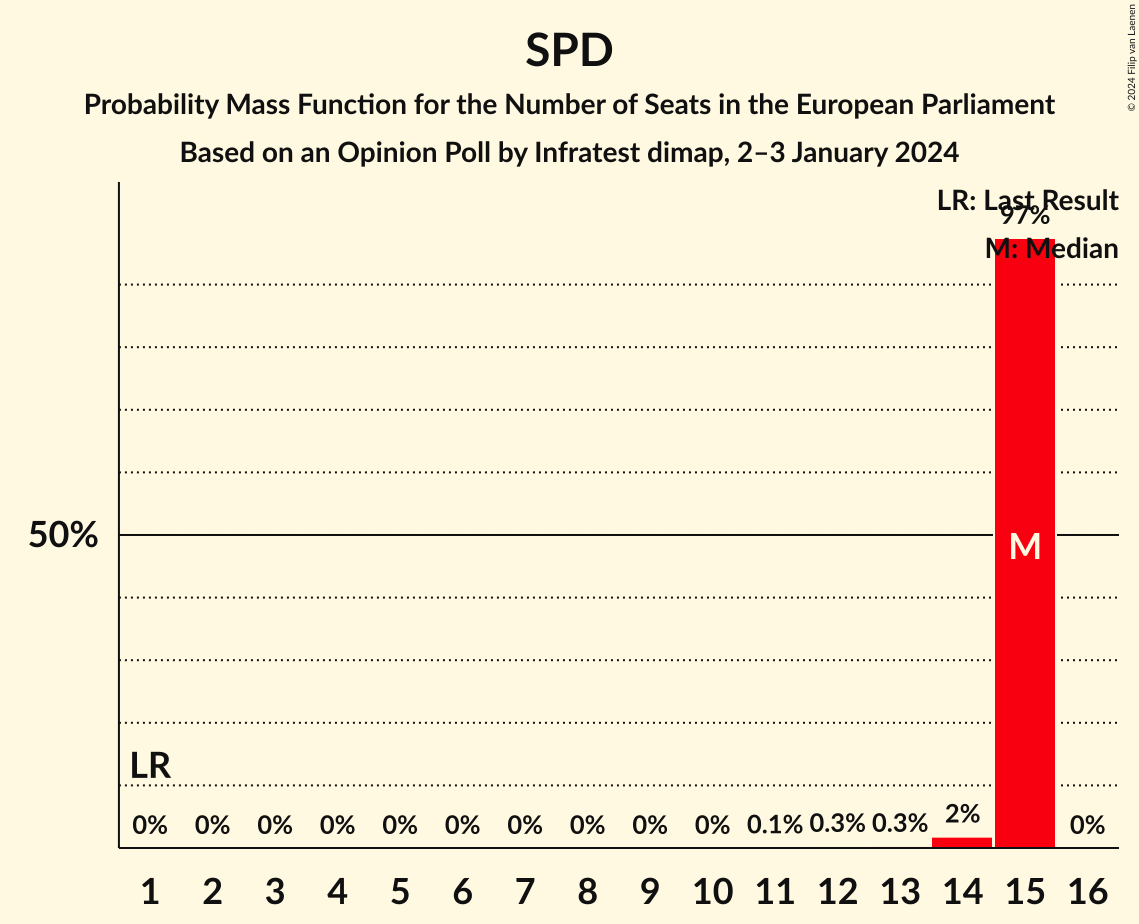 SPD
Probability Mass Function for the Number of Seats in the European Parliament
Based on an Opinion Poll by Infratest dimap, 2–3 January 2024
© 2024 Filip van Laenen
LR: Last Result
97%
M: Median
50%
M
LR
0% 0% 0% 0% 0% 0% 0% 0% 0% 0% 0.1% 0.3% 0.3% 2% 0%
1 2 3 4 5 6 7 8 9 10 11 12 13 14 15 16